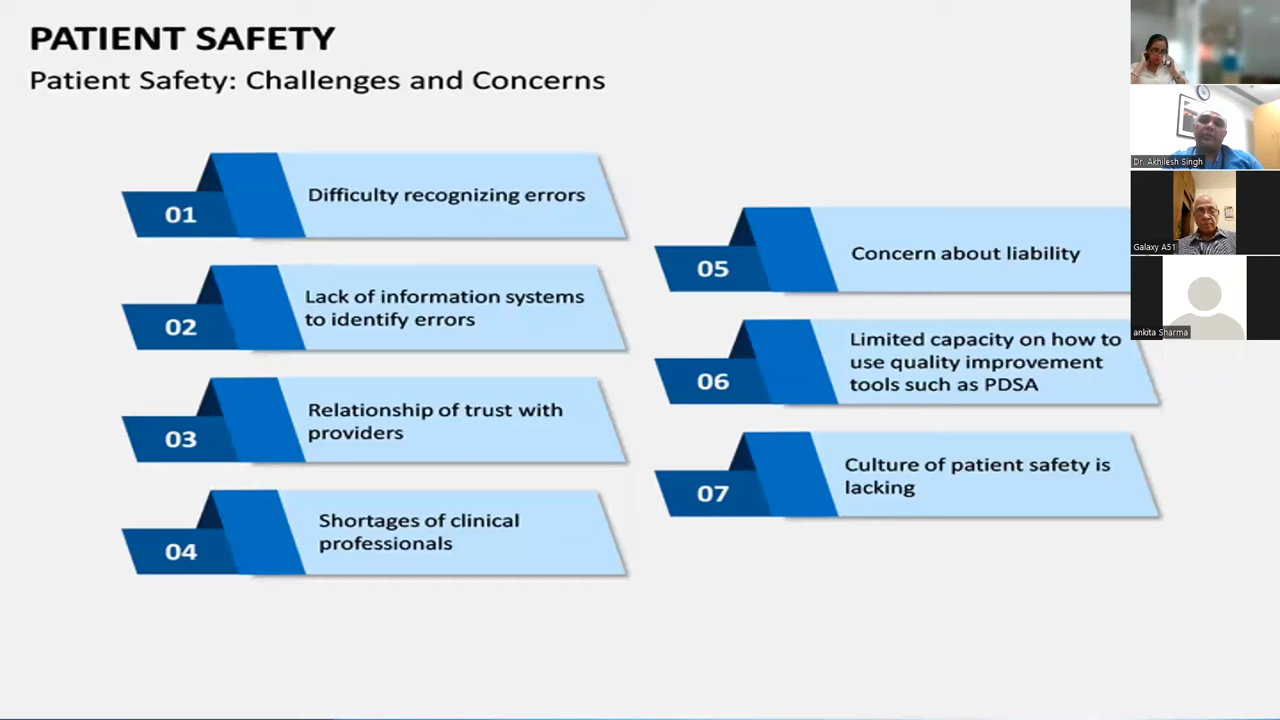 PATIENT SAFETY
Patient Safety: Challenges and Concerns
01
Difficulty recognizing errors
02
Lack of information systems
to identify errors
03
Relationship of trust with
providers
04
Shortages of clinical
professionals
05
Concern about liability
06
Limited capacity on how to
use quality improvement
tools such as PDSA
07
Culture of patient safety is
lacking
Dr. Akhilesh Singh
Galaxy A51
ankita Sharma